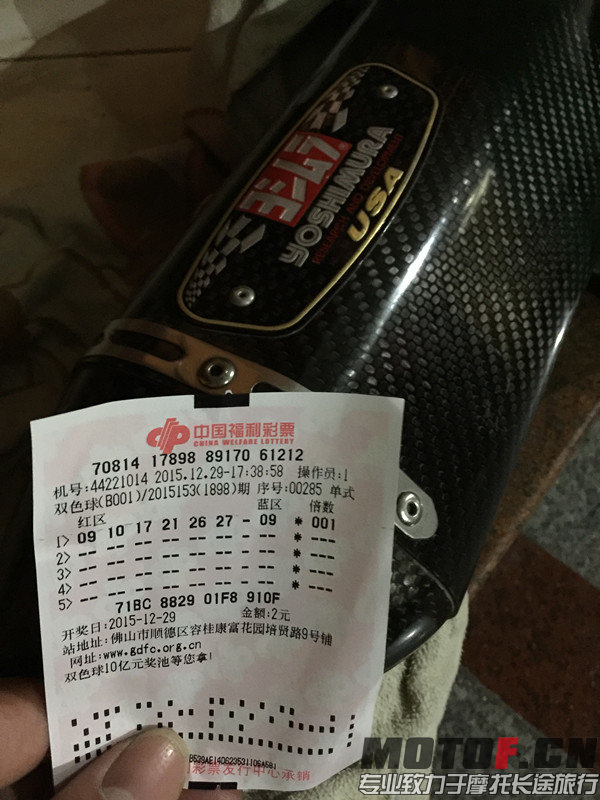 ヨシムラ
YOSHIMURA
RESEARCH AND DEVELOPMENT
USA
中国福利彩票
CHINA WELFARE LOTTERY
70814 17898 89170 61212
机号:44221014 2015.12.29-17:38:58 操作员:1
双色球(B001)/2015153(1898)期 序号:00285 单式
红区 蓝区 倍数
1> 09 10 17 21 26 27 - 09 * 001
2> -- -- -- -- -- -- - -- * ---
3> -- -- -- -- -- -- - -- * ---
4> -- -- -- -- -- -- - -- * ---
5> -- -- -- -- -- -- - -- * ---
71BC 8829 01F8 910F
开奖日:2015-12-29 金额:2元
站地址:佛山市顺德区容桂康富花园培贤路9号铺
网址:www.gdfc.org.cn
双色球10亿元奖池等您拿!
彩票发行中心承销
MOTOF.CN
专业致力于摩托长途旅行